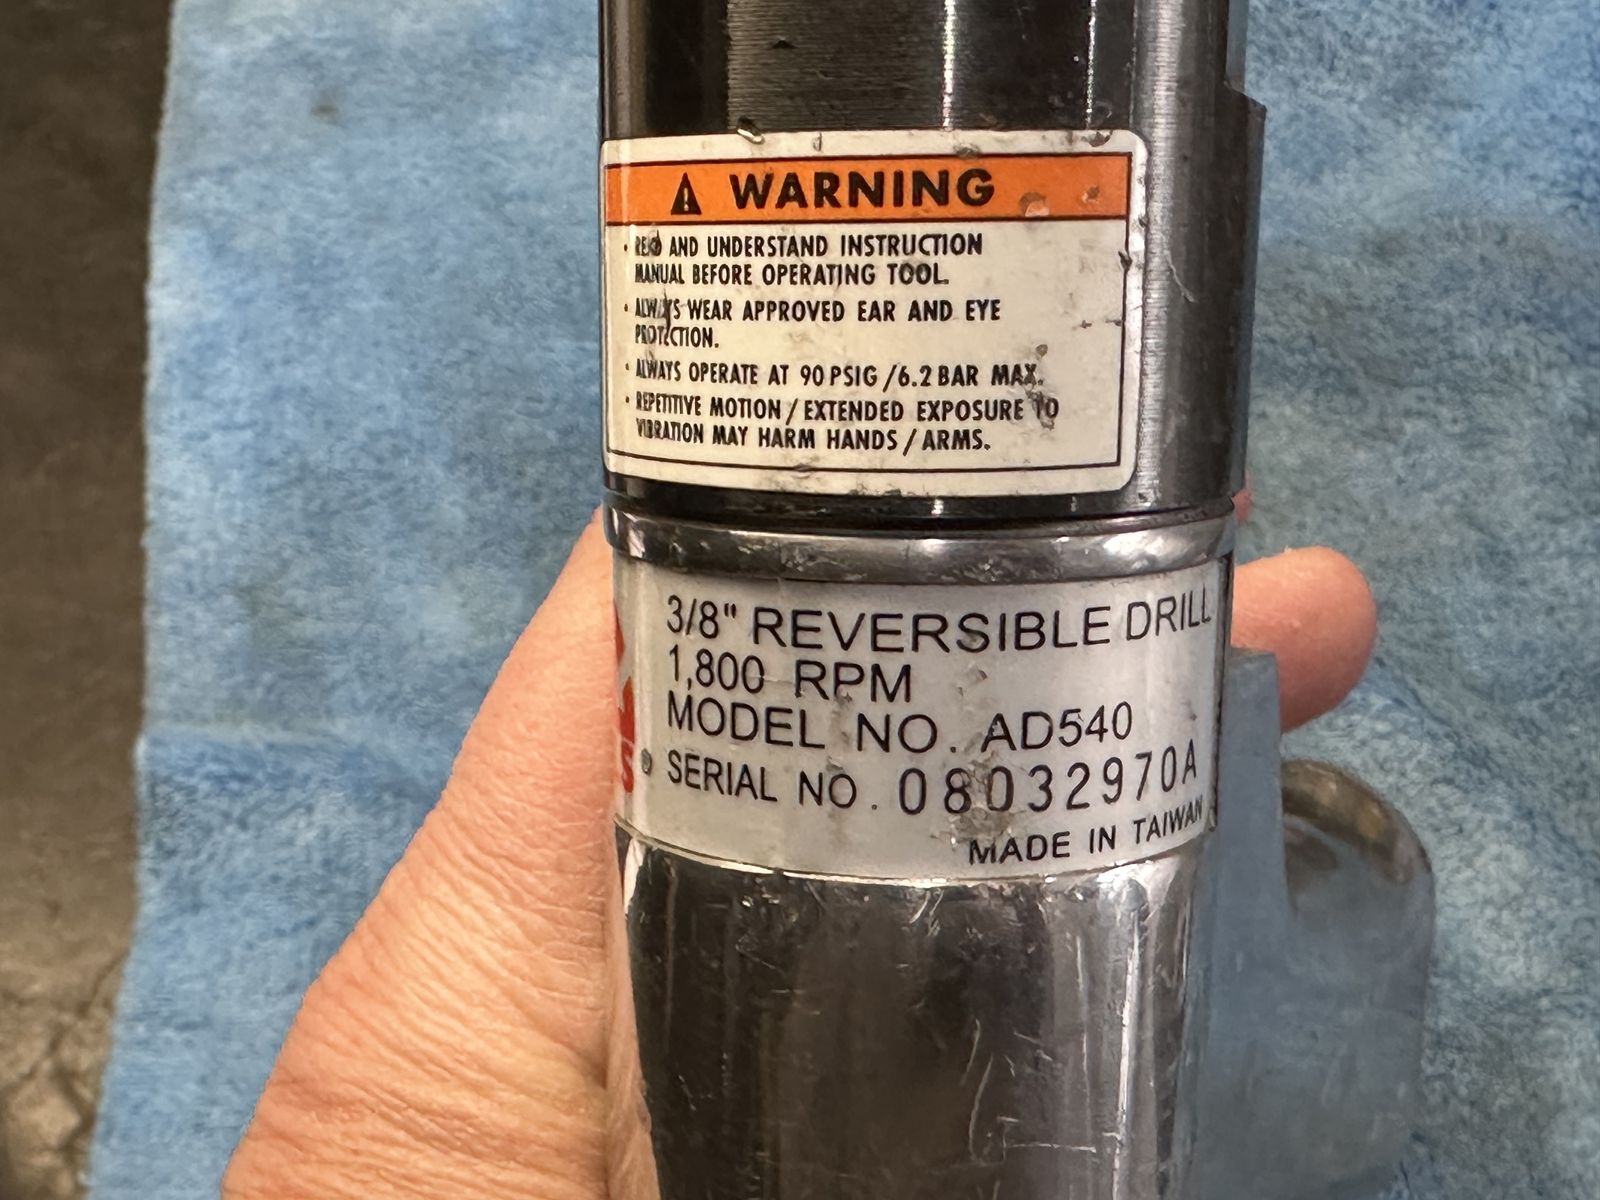 ⚠ WARNING
• READ AND UNDERSTAND INSTRUCTION
MANUAL BEFORE OPERATING TOOL.
• ALWAYS WEAR APPROVED EAR AND EYE
PROTECTION.
• ALWAYS OPERATE AT 90 PSIG/6.2 BAR MAX.
• REPETITIVE MOTION/EXTENDED EXPOSURE TO
VIBRATION MAY HARM HANDS/ARMS.
3/8" REVERSIBLE DRILL
1,800 RPM
MODEL NO. AD540
SERIAL NO. 08032970A
MADE IN TAIWAN